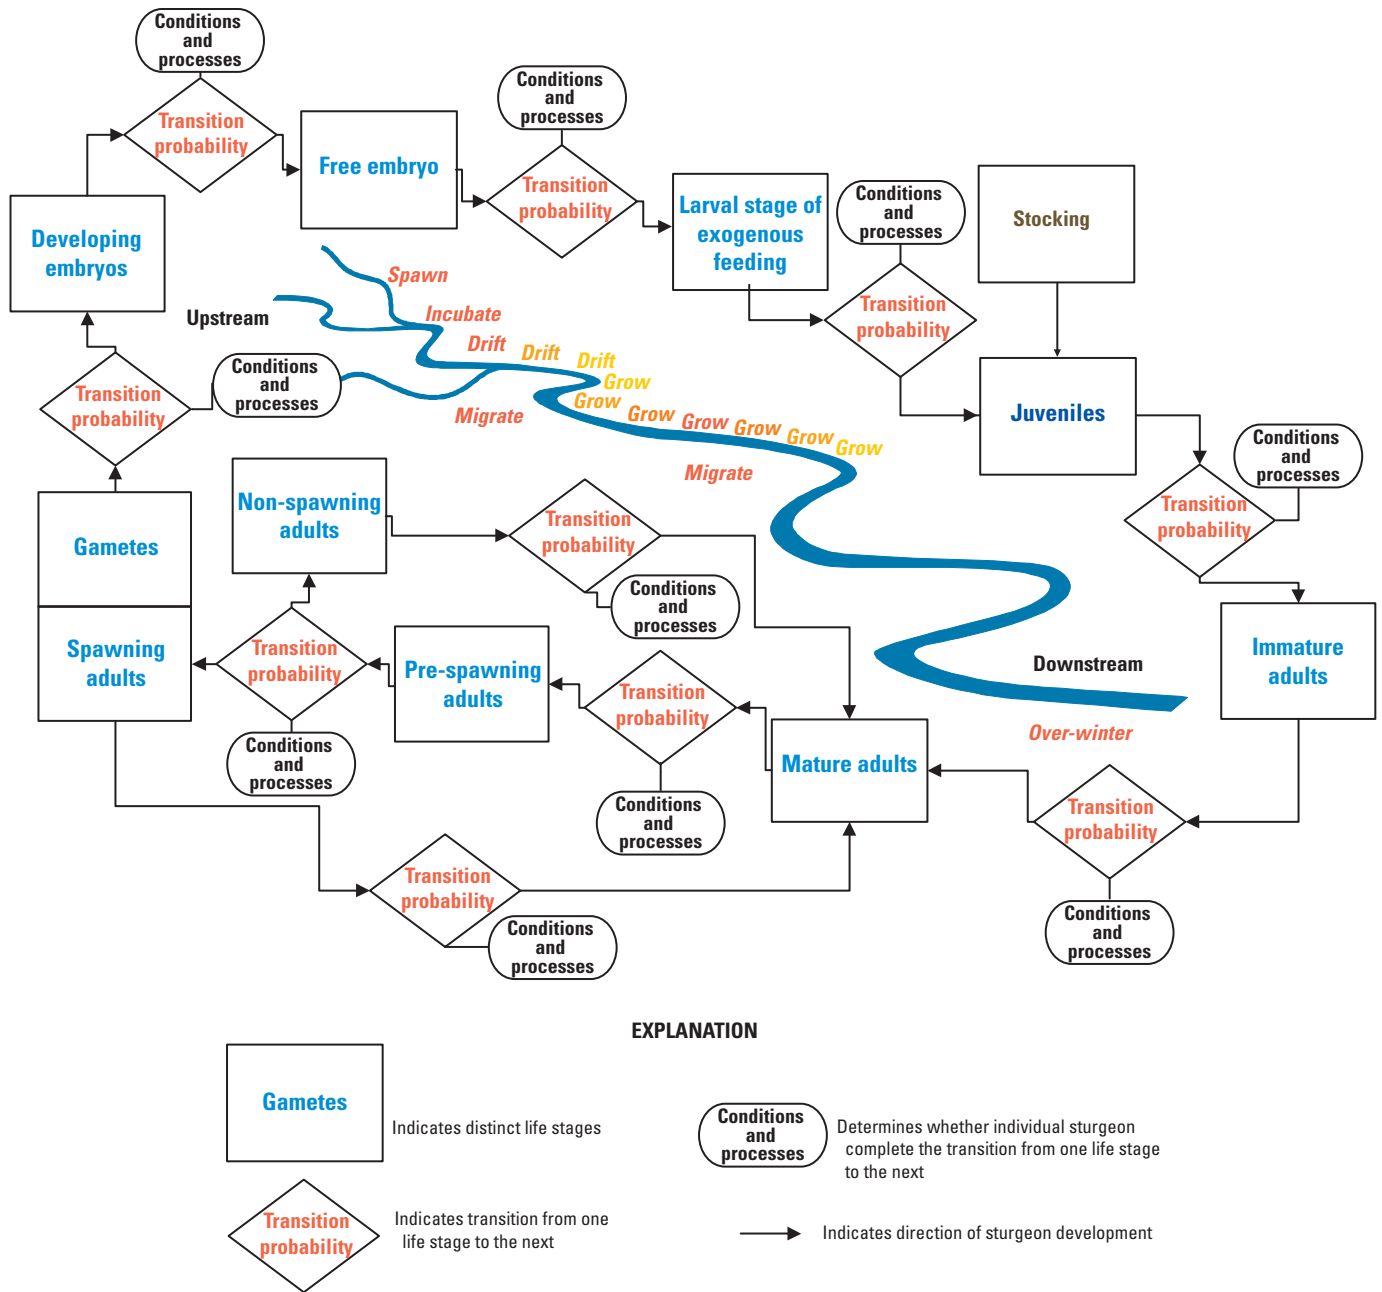 Conditions
and
processes
Transition
probability
Free embryo
Conditions
and
processes
Transition
probability
Larval stage of
exogenous
feeding
Conditions
and
processes
Transition
probability
Stocking
Developing
embryos
Upstream
Spawn
Incubate
Drift
Drift
Drift
Grow
Grow
Grow
Grow
Grow
Grow
Grow
Migrate
Migrate
Transition
probability
Conditions
and
processes
Juveniles
Conditions
and
processes
Transition
probability
Gametes
Non-spawning
adults
Transition
probability
Conditions
and
processes
Spawning
adults
Transition
probability
Conditions
and
processes
Pre-spawning
adults
Transition
probability
Conditions
and
processes
Mature adults
Downstream
Over-winter
Immature
adults
Transition
probability
Conditions
and
processes
Transition
probability
Conditions
and
processes
EXPLANATION
Gametes
Indicates distinct life stages
Conditions
and
processes
Determines whether individual sturgeon
complete the transition from one life stage
to the next
Transition
probability
Indicates transition from one
life stage to the next
Indicates direction of sturgeon development